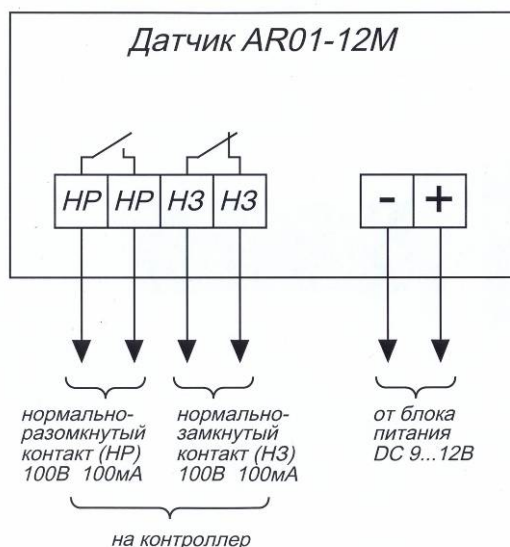 Датчик AR01-12М
НР НР НЗ НЗ - +
нормально-
разомкнутый
контакт (НР)
100В 100мА
нормально-
замкнутый
контакт (НЗ)
100В 100мА
от блока
питания
DC 9...12В
на контроллер